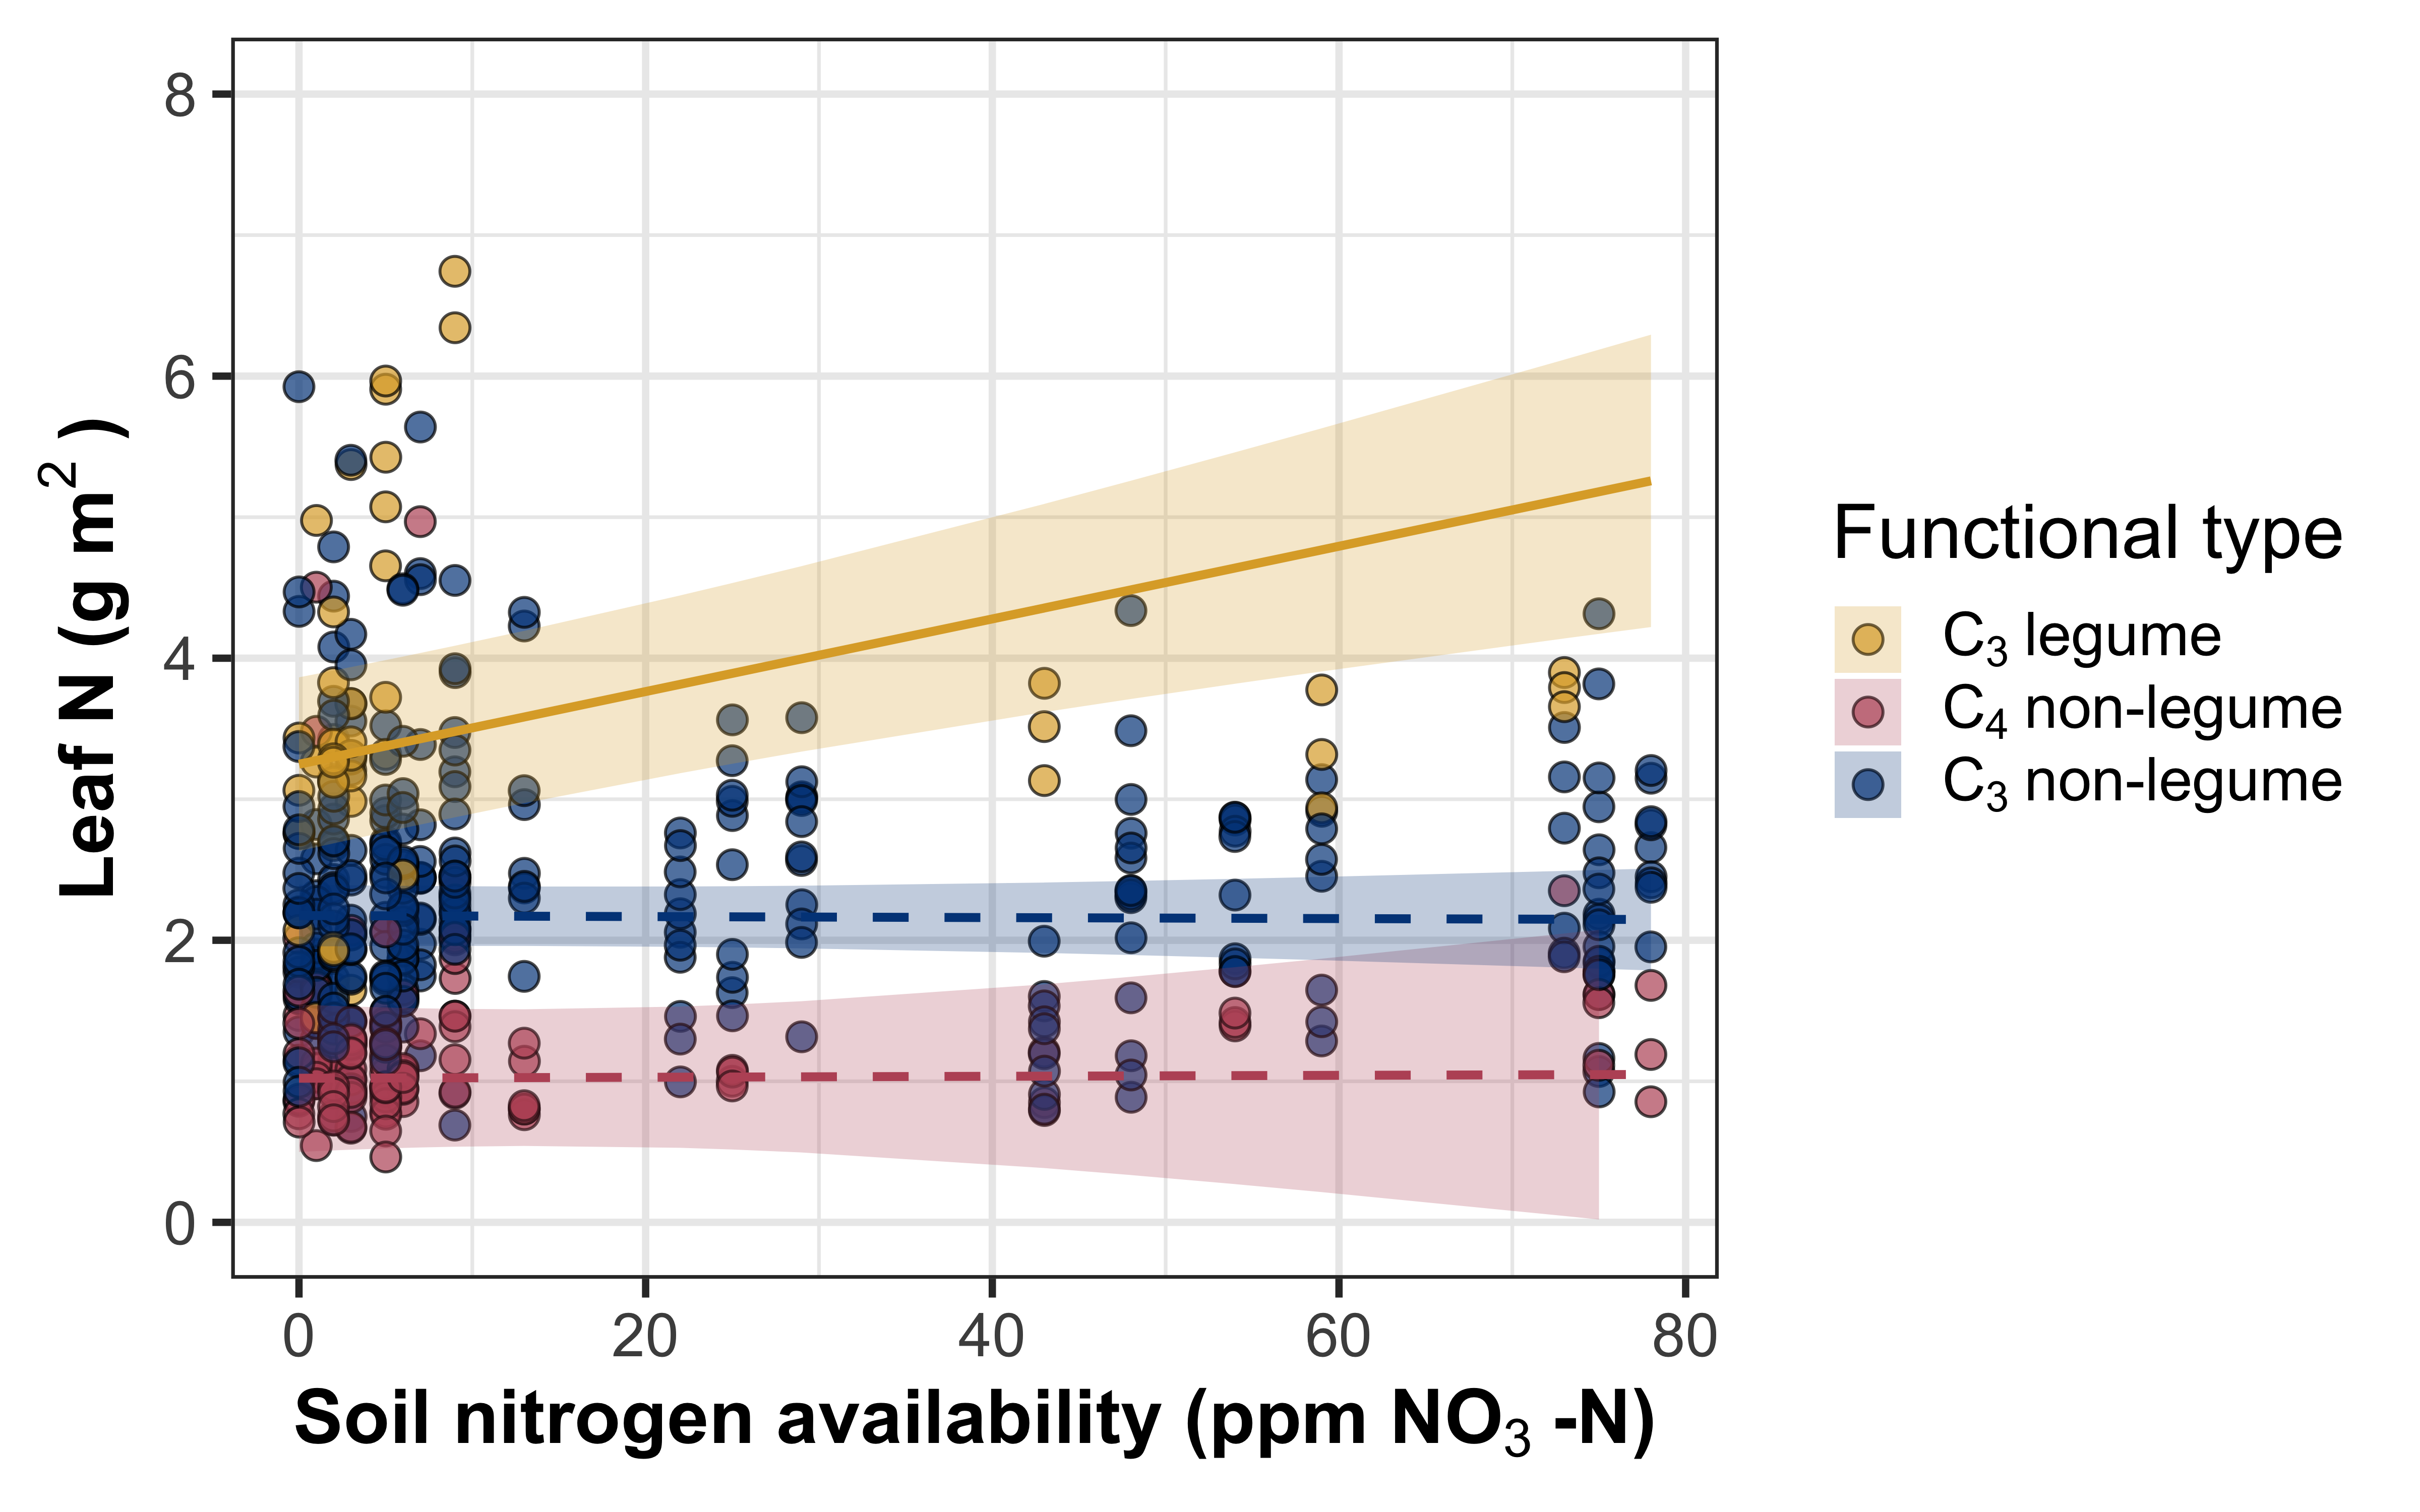 8
6
4
2
0
Leaf N (g m²)
0 20 40 60 80
Soil nitrogen availability (ppm NO₃ -N)
Functional type
C₃ legume
C₄ non-legume
C₃ non-legume